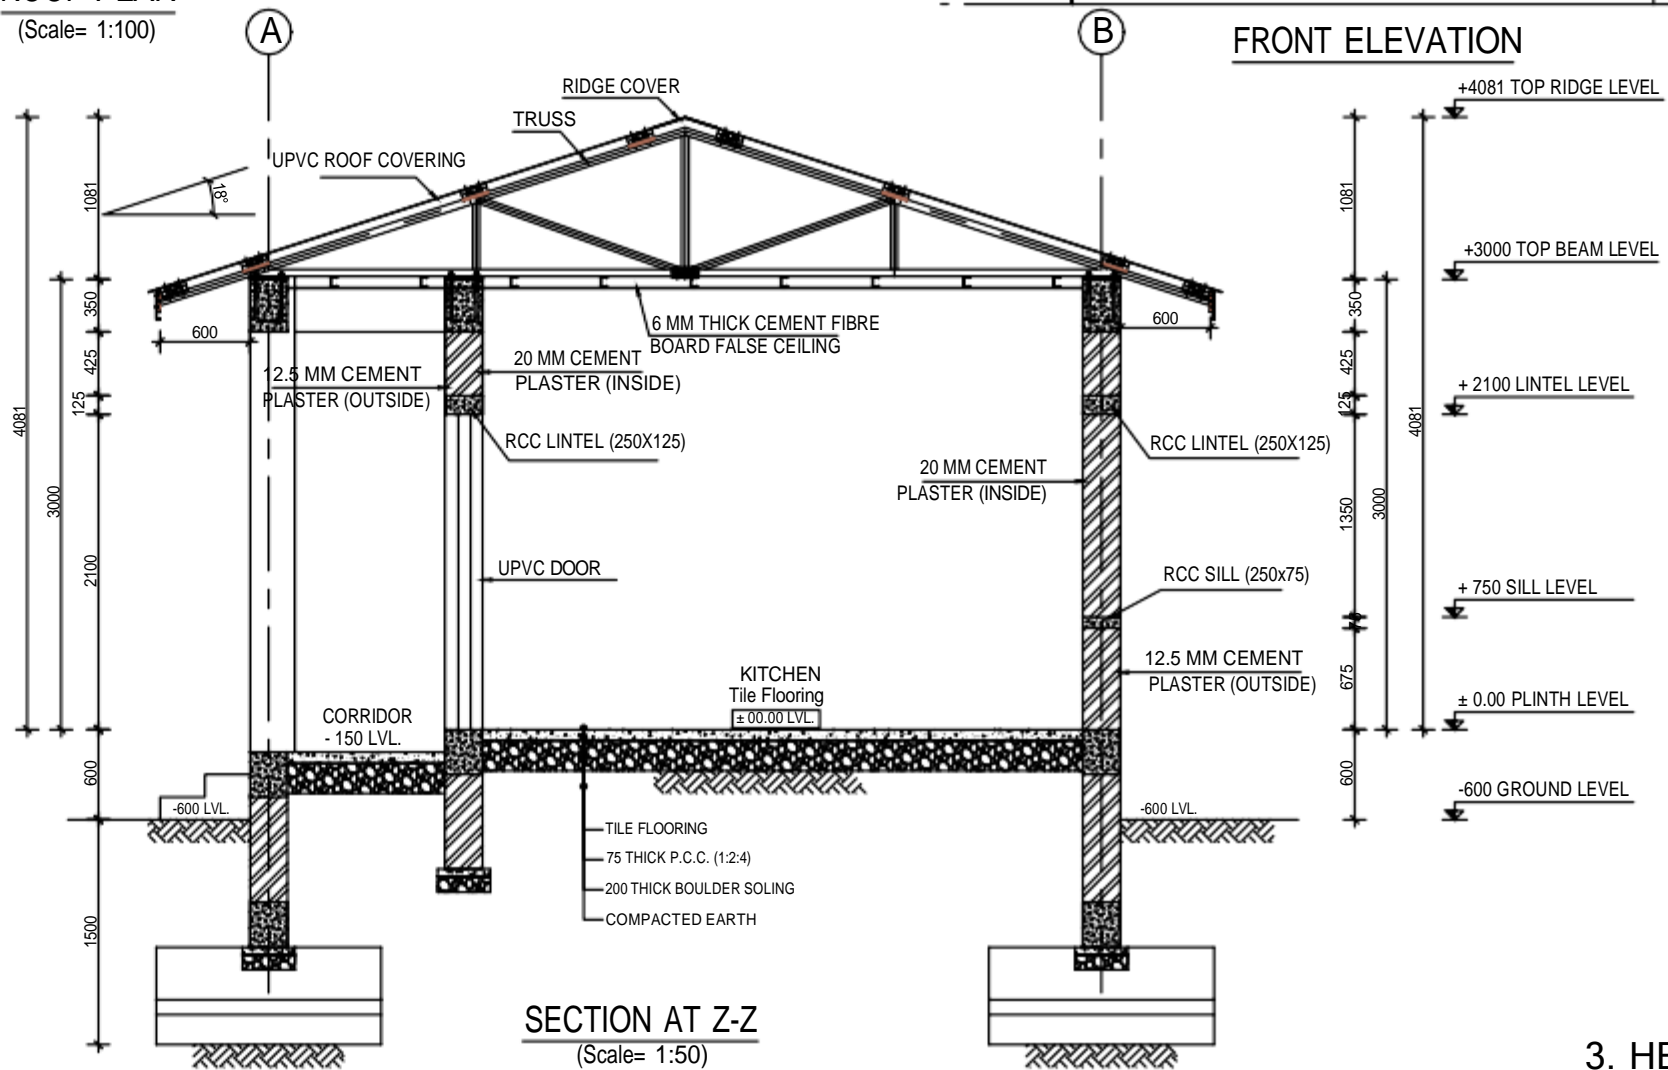 (Scale= 1:100)
A
B
FRONT ELEVATION
RIDGE COVER
TRUSS
UPVC ROOF COVERING
18°
+4081 TOP RIDGE LEVEL
+3000 TOP BEAM LEVEL
+ 2100 LINTEL LEVEL
+ 750 SILL LEVEL
± 0.00 PLINTH LEVEL
-600 GROUND LEVEL
4081
3000
1081
350
425
125
2100
600
1500
600
600
6 MM THICK CEMENT FIBRE
BOARD FALSE CEILING
12.5 MM CEMENT
PLASTER (OUTSIDE)
20 MM CEMENT
PLASTER (INSIDE)
RCC LINTEL (250X125)
UPVC DOOR
20 MM CEMENT
PLASTER (INSIDE)
RCC LINTEL (250X125)
RCC SILL (250x75)
12.5 MM CEMENT
PLASTER (OUTSIDE)
1081
350
425
125
1350
75
675
600
3000
4081
KITCHEN
Tile Flooring
± 00.00 LVL.
CORRIDOR
- 150 LVL.
-600 LVL.
-600 LVL.
TILE FLOORING
75 THICK P.C.C. (1:2:4)
200 THICK BOULDER SOLING
COMPACTED EARTH
SECTION AT Z-Z
(Scale= 1:50)
3. HE